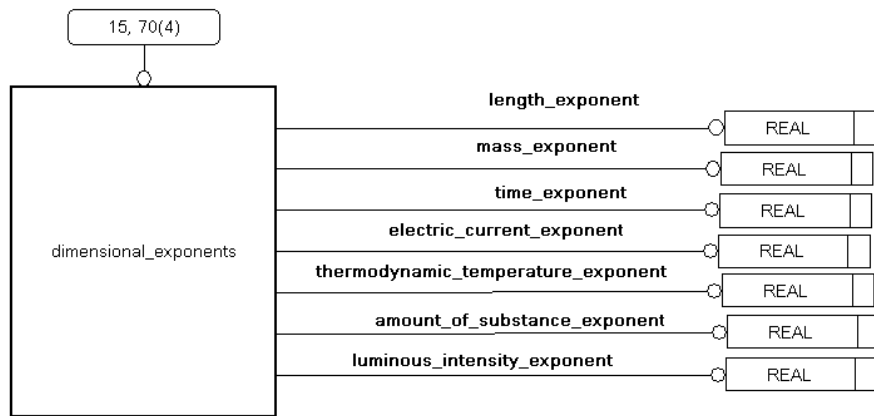 15, 70(4)
length_exponent
REAL
mass_exponent
REAL
time_exponent
REAL
electric_current_exponent
REAL
dimensional_exponents
thermodynamic_temperature_exponent
REAL
amount_of_substance_exponent
REAL
luminous_intensity_exponent
REAL